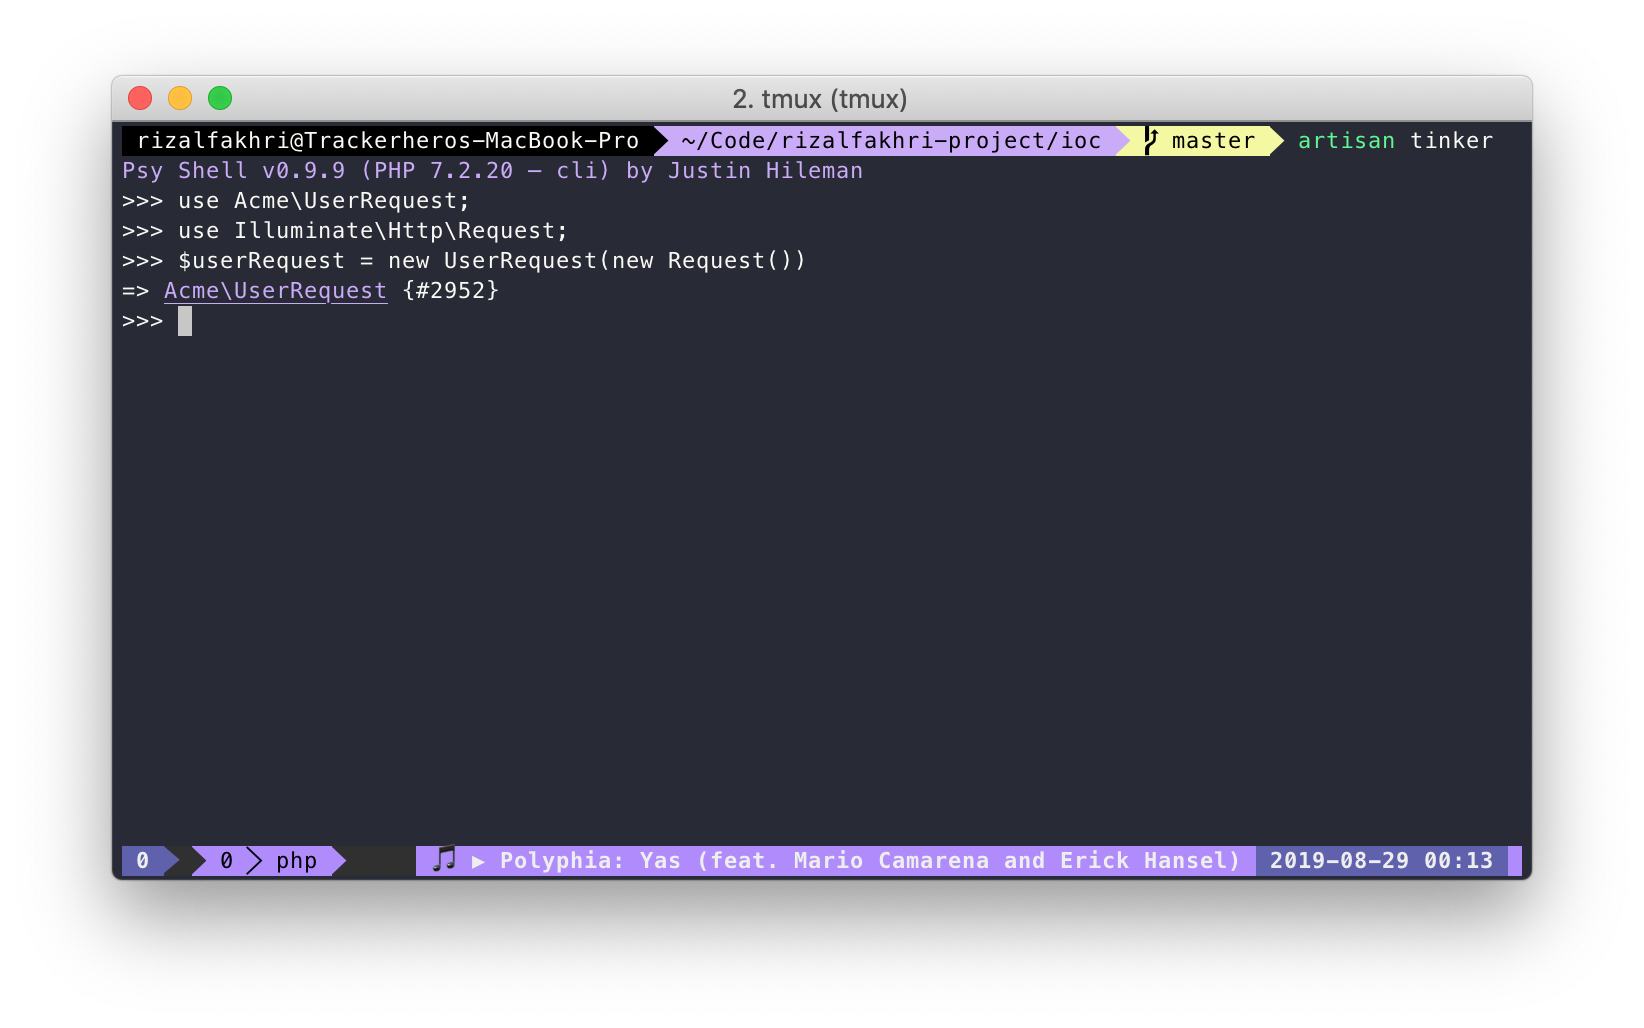 2. tmux (tmux)
rizalfakhri@Trackerheros-MacBook-Pro ~/Code/rizalfakhri-project/ioc master artisan tinker
Psy Shell v0.9.9 (PHP 7.2.20 — cli) by Justin Hileman
>>> use Acme\UserRequest;
>>> use Illuminate\Http\Request;
>>> $userRequest = new UserRequest(new Request())
=> Acme\UserRequest {#2952}
>>>
0 0 php 🎵 ▶ Polyphia: Yas (feat. Mario Camarena and Erick Hansel) 2019-08-29 00:13